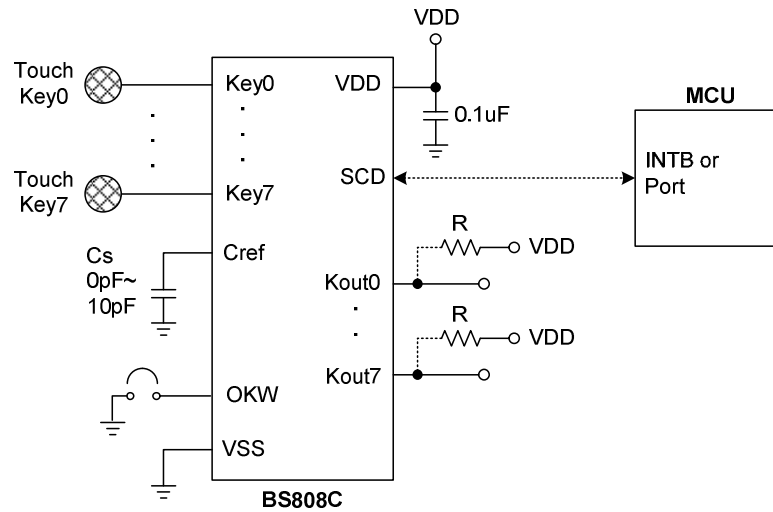 VDD
Touch
Key0
Key0
VDD
0.1uF
MCU
INTB or
Port
SCD
Touch
Key7
Key7
Cs
0pF~
10pF
Cref
R
VDD
Kout0
R
VDD
Kout7
OKW
VSS
BS808C